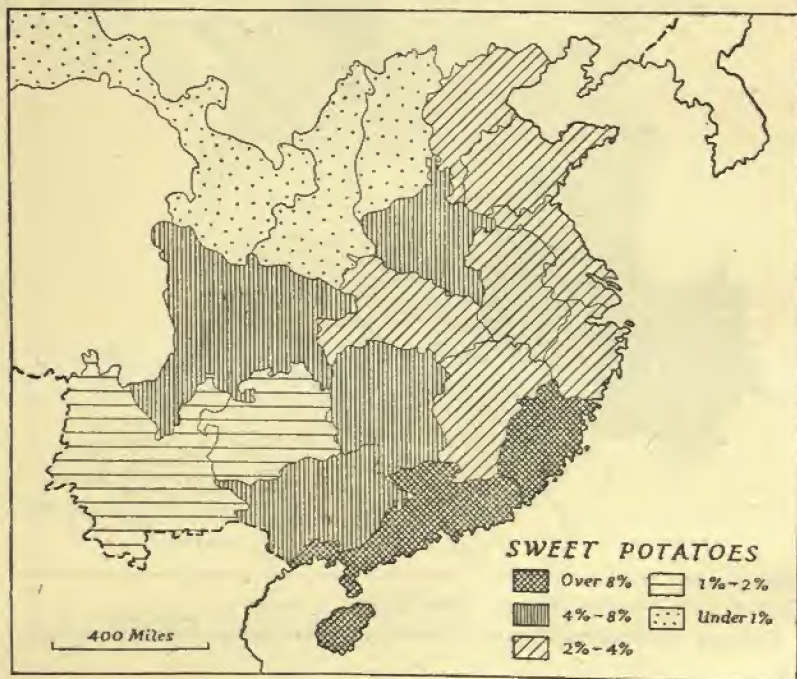 SWEET POTATOES
Over 8%
1%-2%
4%-8%
Under 1%
2%-4%
400 Miles